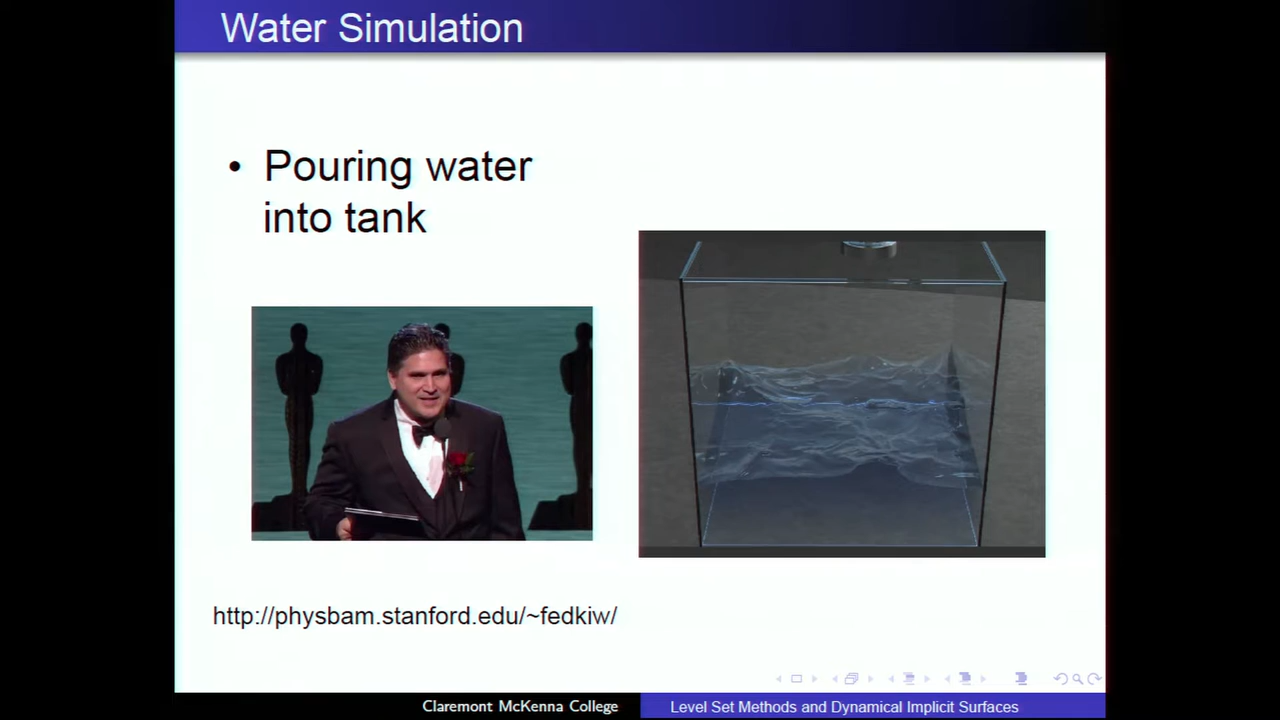 Water Simulation
• Pouring water
into tank
http://physbam.stanford.edu/~fedkiw/
Claremont McKenna College
Level Set Methods and Dynamical Implicit Surfaces